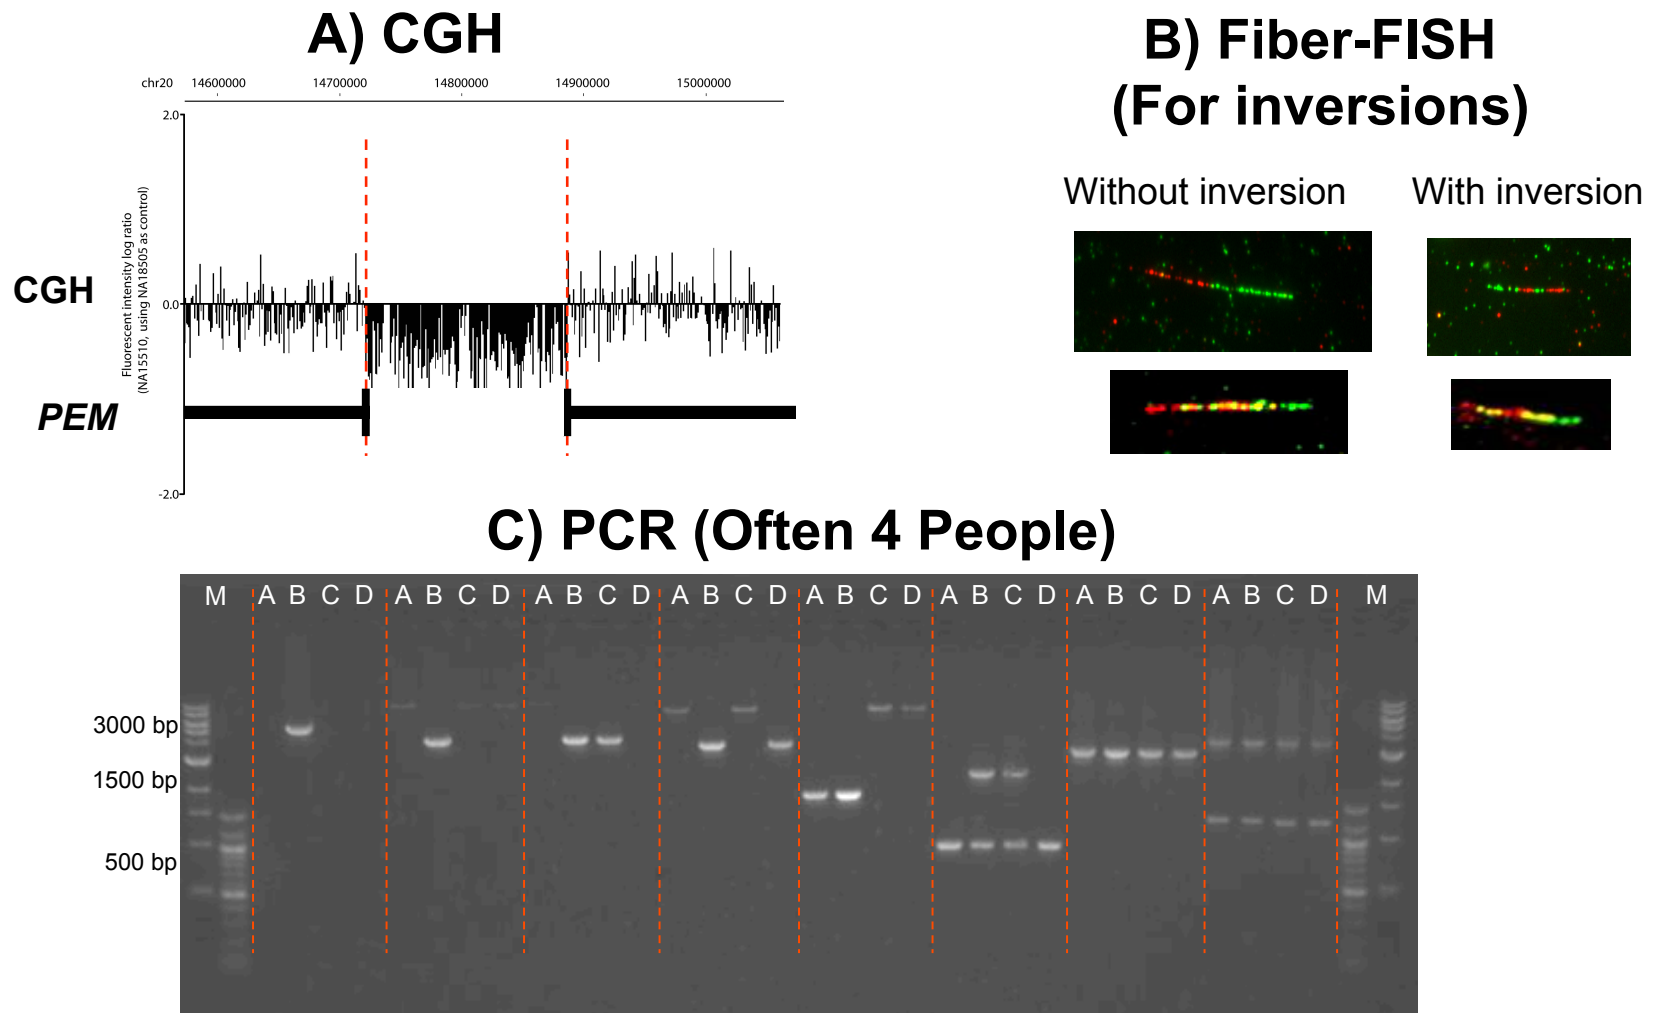 A) CGH
chr20 14600000 14700000 14800000 14900000 15000000
2.0
0.0
-2.0
Fluorescent intensity log ratio
(NA15510, using NA18505 as control)
CGH
PEM
B) Fiber-FISH
(For inversions)
Without inversion With inversion
C) PCR (Often 4 People)
M A B C D A B C D A B C D A B C D A B C D A B C D A B C D A B C D M
3000 bp
1500 bp
500 bp